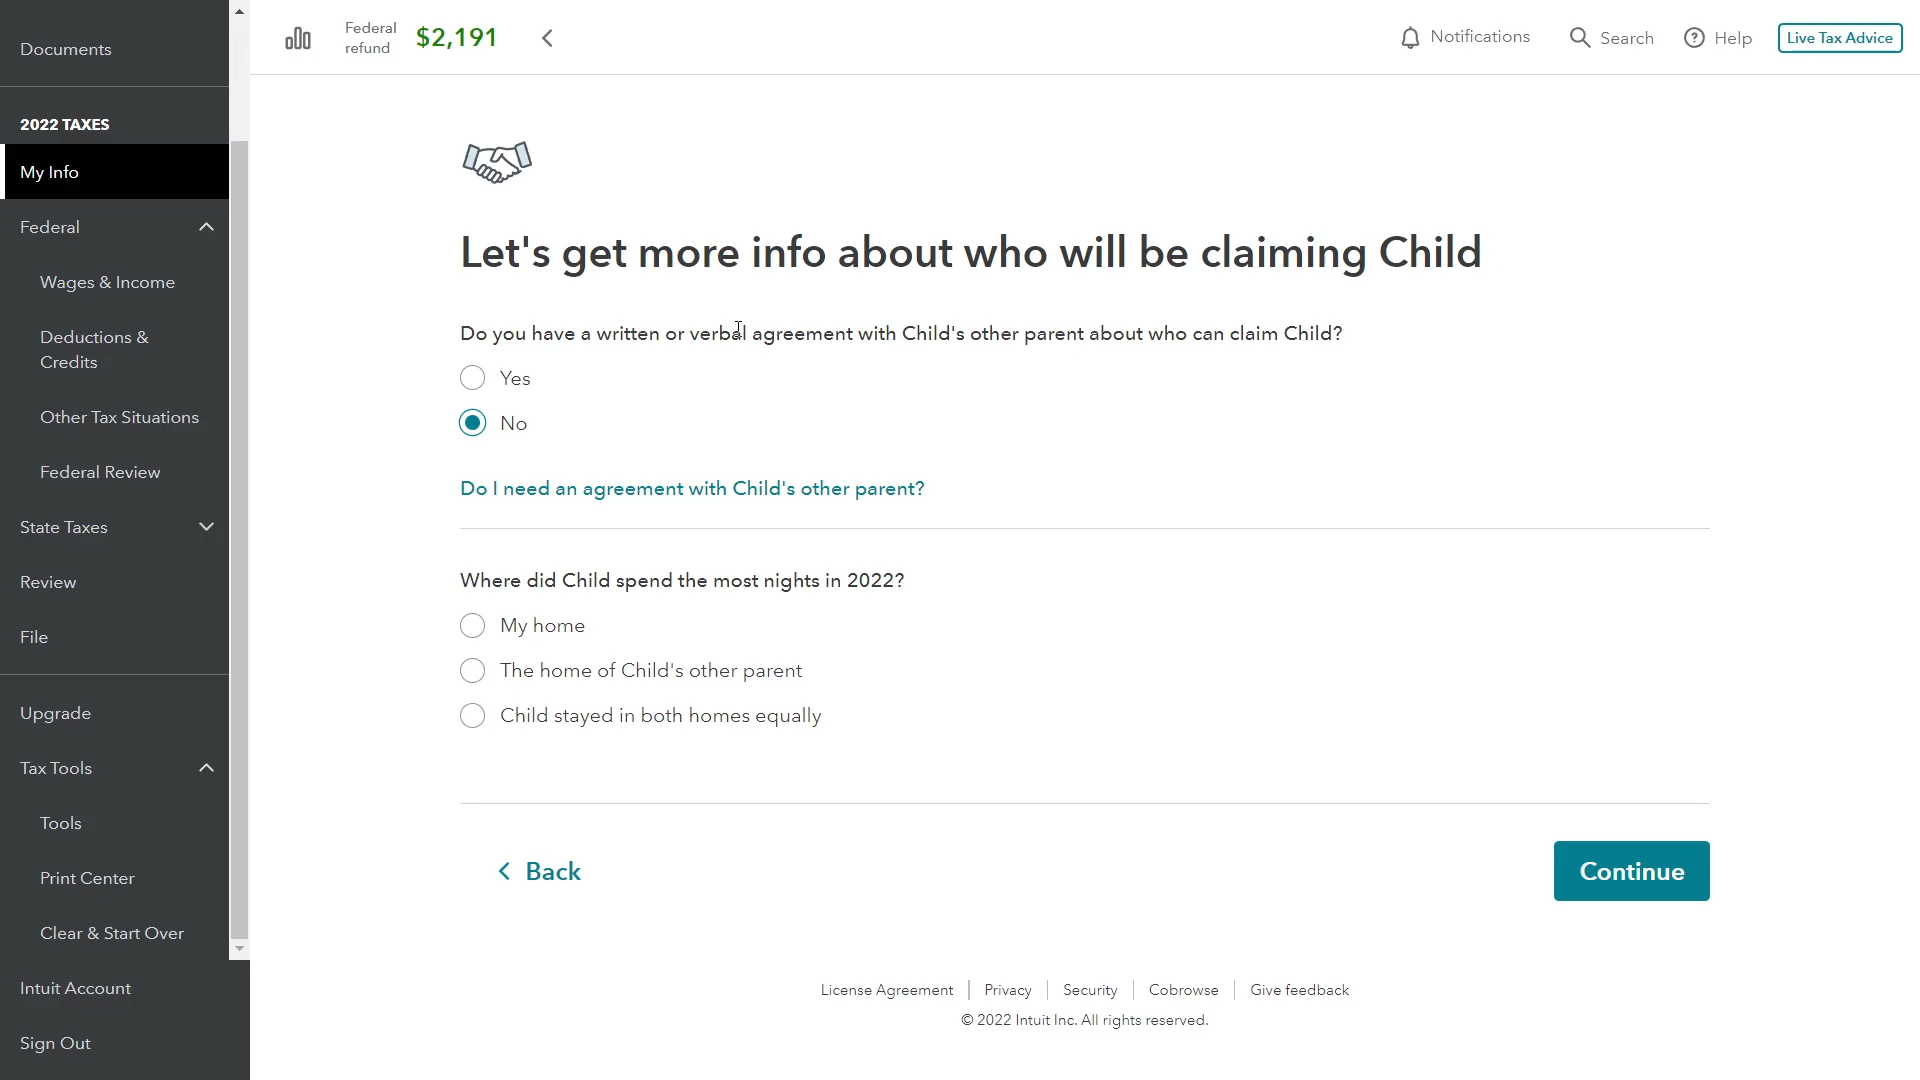 Documents
2022 TAXES
My Info
Federal
Wages & Income
Deductions &
Credits
Other Tax Situations
Federal Review
State Taxes
Review
File
Upgrade
Tax Tools
Tools
Print Center
Clear & Start Over
Intuit Account
Sign Out
Federal
refund
$2,191
Notifications
Search
Help
Live Tax Advice
Let's get more info about who will be claiming Child
Do you have a written or verbal agreement with Child's other parent about who can claim Child?
Yes
No
Do I need an agreement with Child's other parent?
Where did Child spend the most nights in 2022?
My home
The home of Child's other parent
Child stayed in both homes equally
Back
Continue
License Agreement
Privacy
Security
Cobrowse
Give feedback
© 2022 Intuit Inc. All rights reserved.